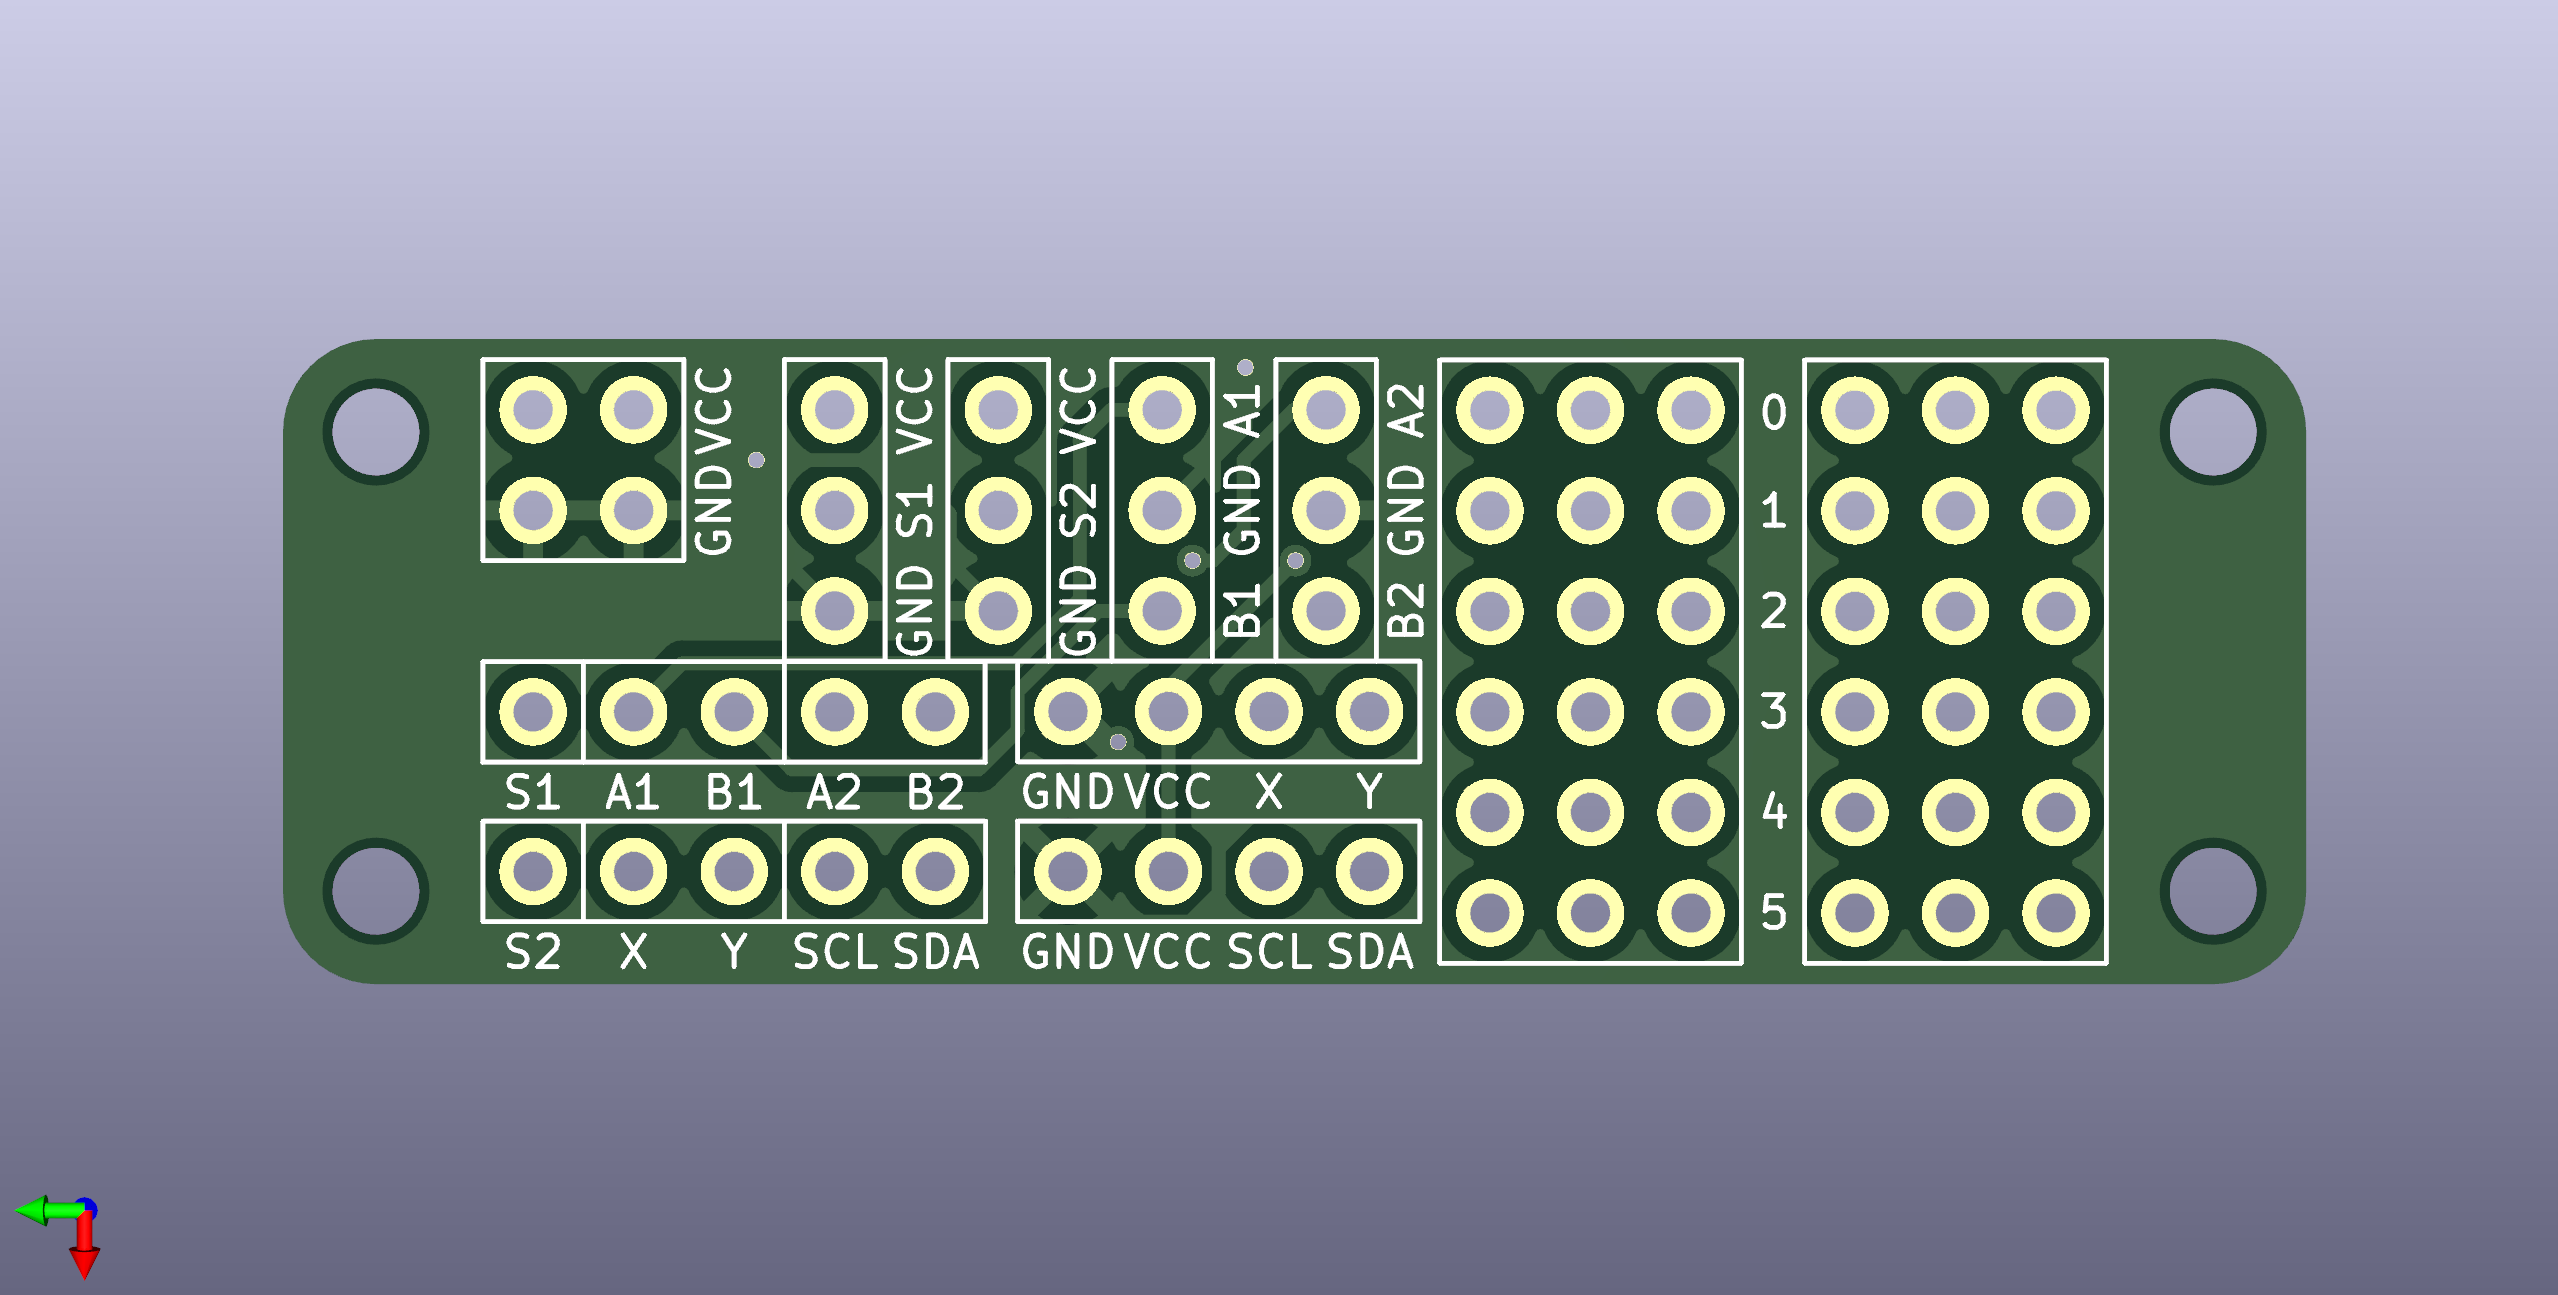 VCC
GND
VCC
S1
GND
VCC
S2
GND
A1
GND
B1
A2
GND
B2
0
1
2
3
4
5
S1 A1 B1 A2 B2 GND VCC X Y
S2 X Y SCL SDA GND VCC SCL SDA